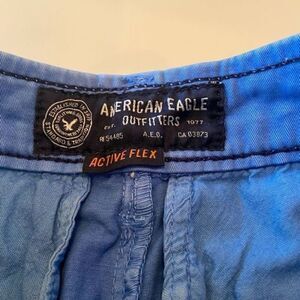 AMERICAN EAGLE
OUTFITTERS
EST. 1977
RN 54485 A.E.O. CA 03873
ACTIVE FLEX